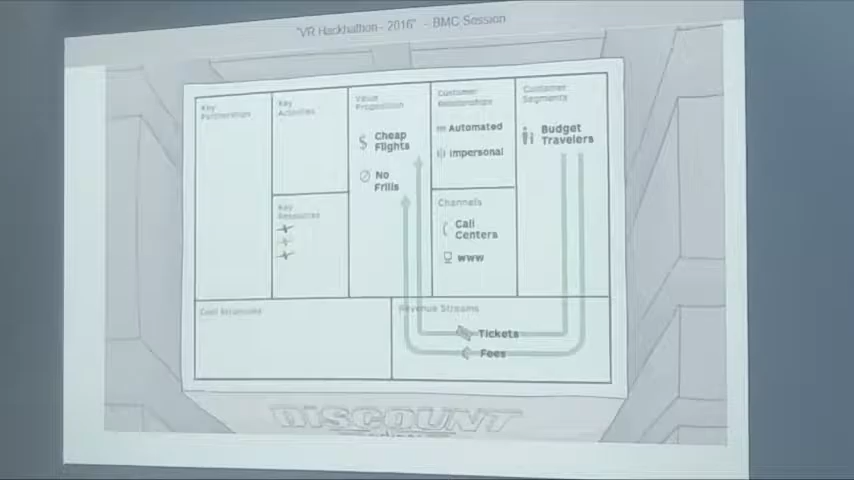 "VR Hackhathon - 2016" - BMC Session
Key
Partnerships
Key
Activities
Value
Proposition
Customer
Relationships
Customer
Segments
$ Cheap
Flights
No
Frills
Automated
Impersonal
Budget
Travelers
Key
Resources
Channels
Call
Centers
www
Cost Structures
Revenue Streams
Tickets
Fees
DISCOUNT